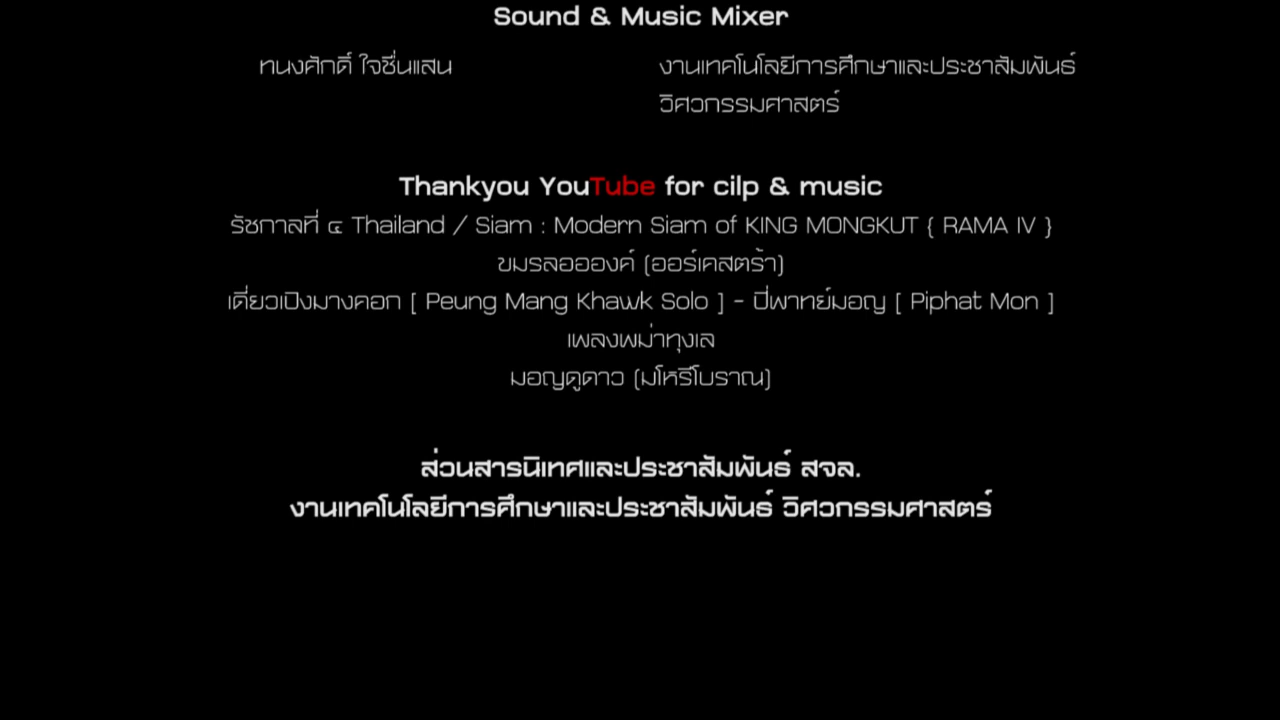 Sound & Music Mixer
ทนงศักดิ์ ใจชื่นแสน
งานเทคโนโลยีการศึกษาและประชาสัมพันธ์
วิศวกรรมศาสตร์
Thankyou YouTube for cilp & music
รัชกาลที่ ๔ Thailand / Siam : Modern Siam of KING MONGKUT { RAMA IV }
ขมรลอองค์ (ออร์เคสตร้า)
เดี่ยวเปิงมางคอก [ Peung Mang Khawk Solo ] - ปี่พาทย์มอญ [ Piphat Mon ]
เพลงพม่าทุงเล
มอญดูดาว (มโหรีโบราณ)
ส่วนสารนิเทศและประชาสัมพันธ์ สจล.
งานเทคโนโลยีการศึกษาและประชาสัมพันธ์ วิศวกรรมศาสตร์